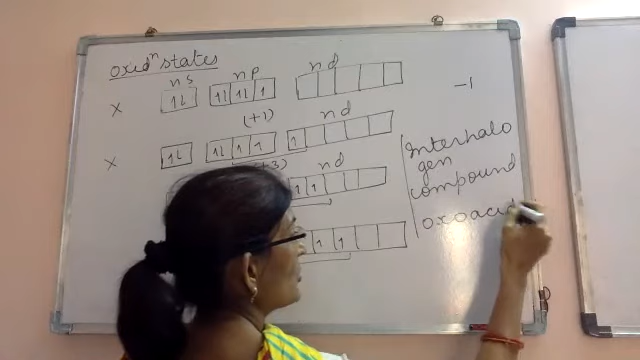 oxidⁿ states
ns np nd
X 1L 1L 1L 1 -1
(+1) nd
X 1L 1L 1 1 1
+3) nd
1 1
1 1
Interhalo
gen
compound
oxoacid